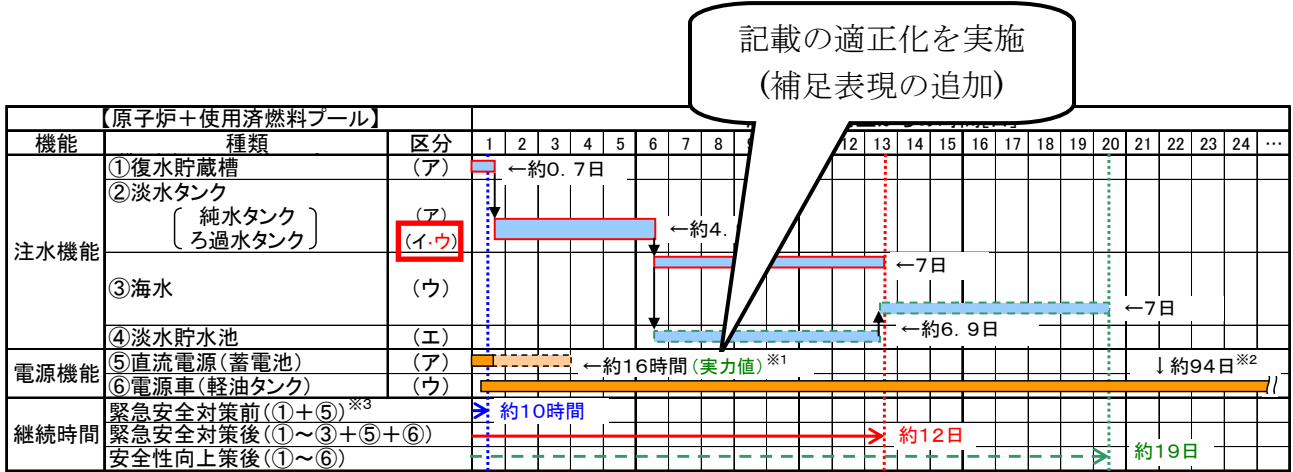 記載の適正化を実施
(補足表現の追加)
【原子炉+使用済燃料プール】
機能 種類 区分 1 2 3 4 5 6 7 8 12 13 14 15 16 17 18 19 20 21 22 23 24 …
注水機能
①復水貯蔵槽 (ア) ←約0.7日
②淡水タンク
純水タンク (ア)
ろ過水タンク (イ・ウ)
←約4.
←7日
③海水 (ウ)
←7日
④淡水貯水池 (エ) ←約6.9日
電源機能
⑤直流電源(蓄電池) (ア) ←約16時間(実力値)※1 ↓約94日※2
⑥電源車(軽油タンク) (ウ)
継続時間
緊急安全対策前(①+⑤)※3 約10時間
緊急安全対策後(①~③+⑤+⑥) 約12日
安全性向上策後(①~⑥) 約19日